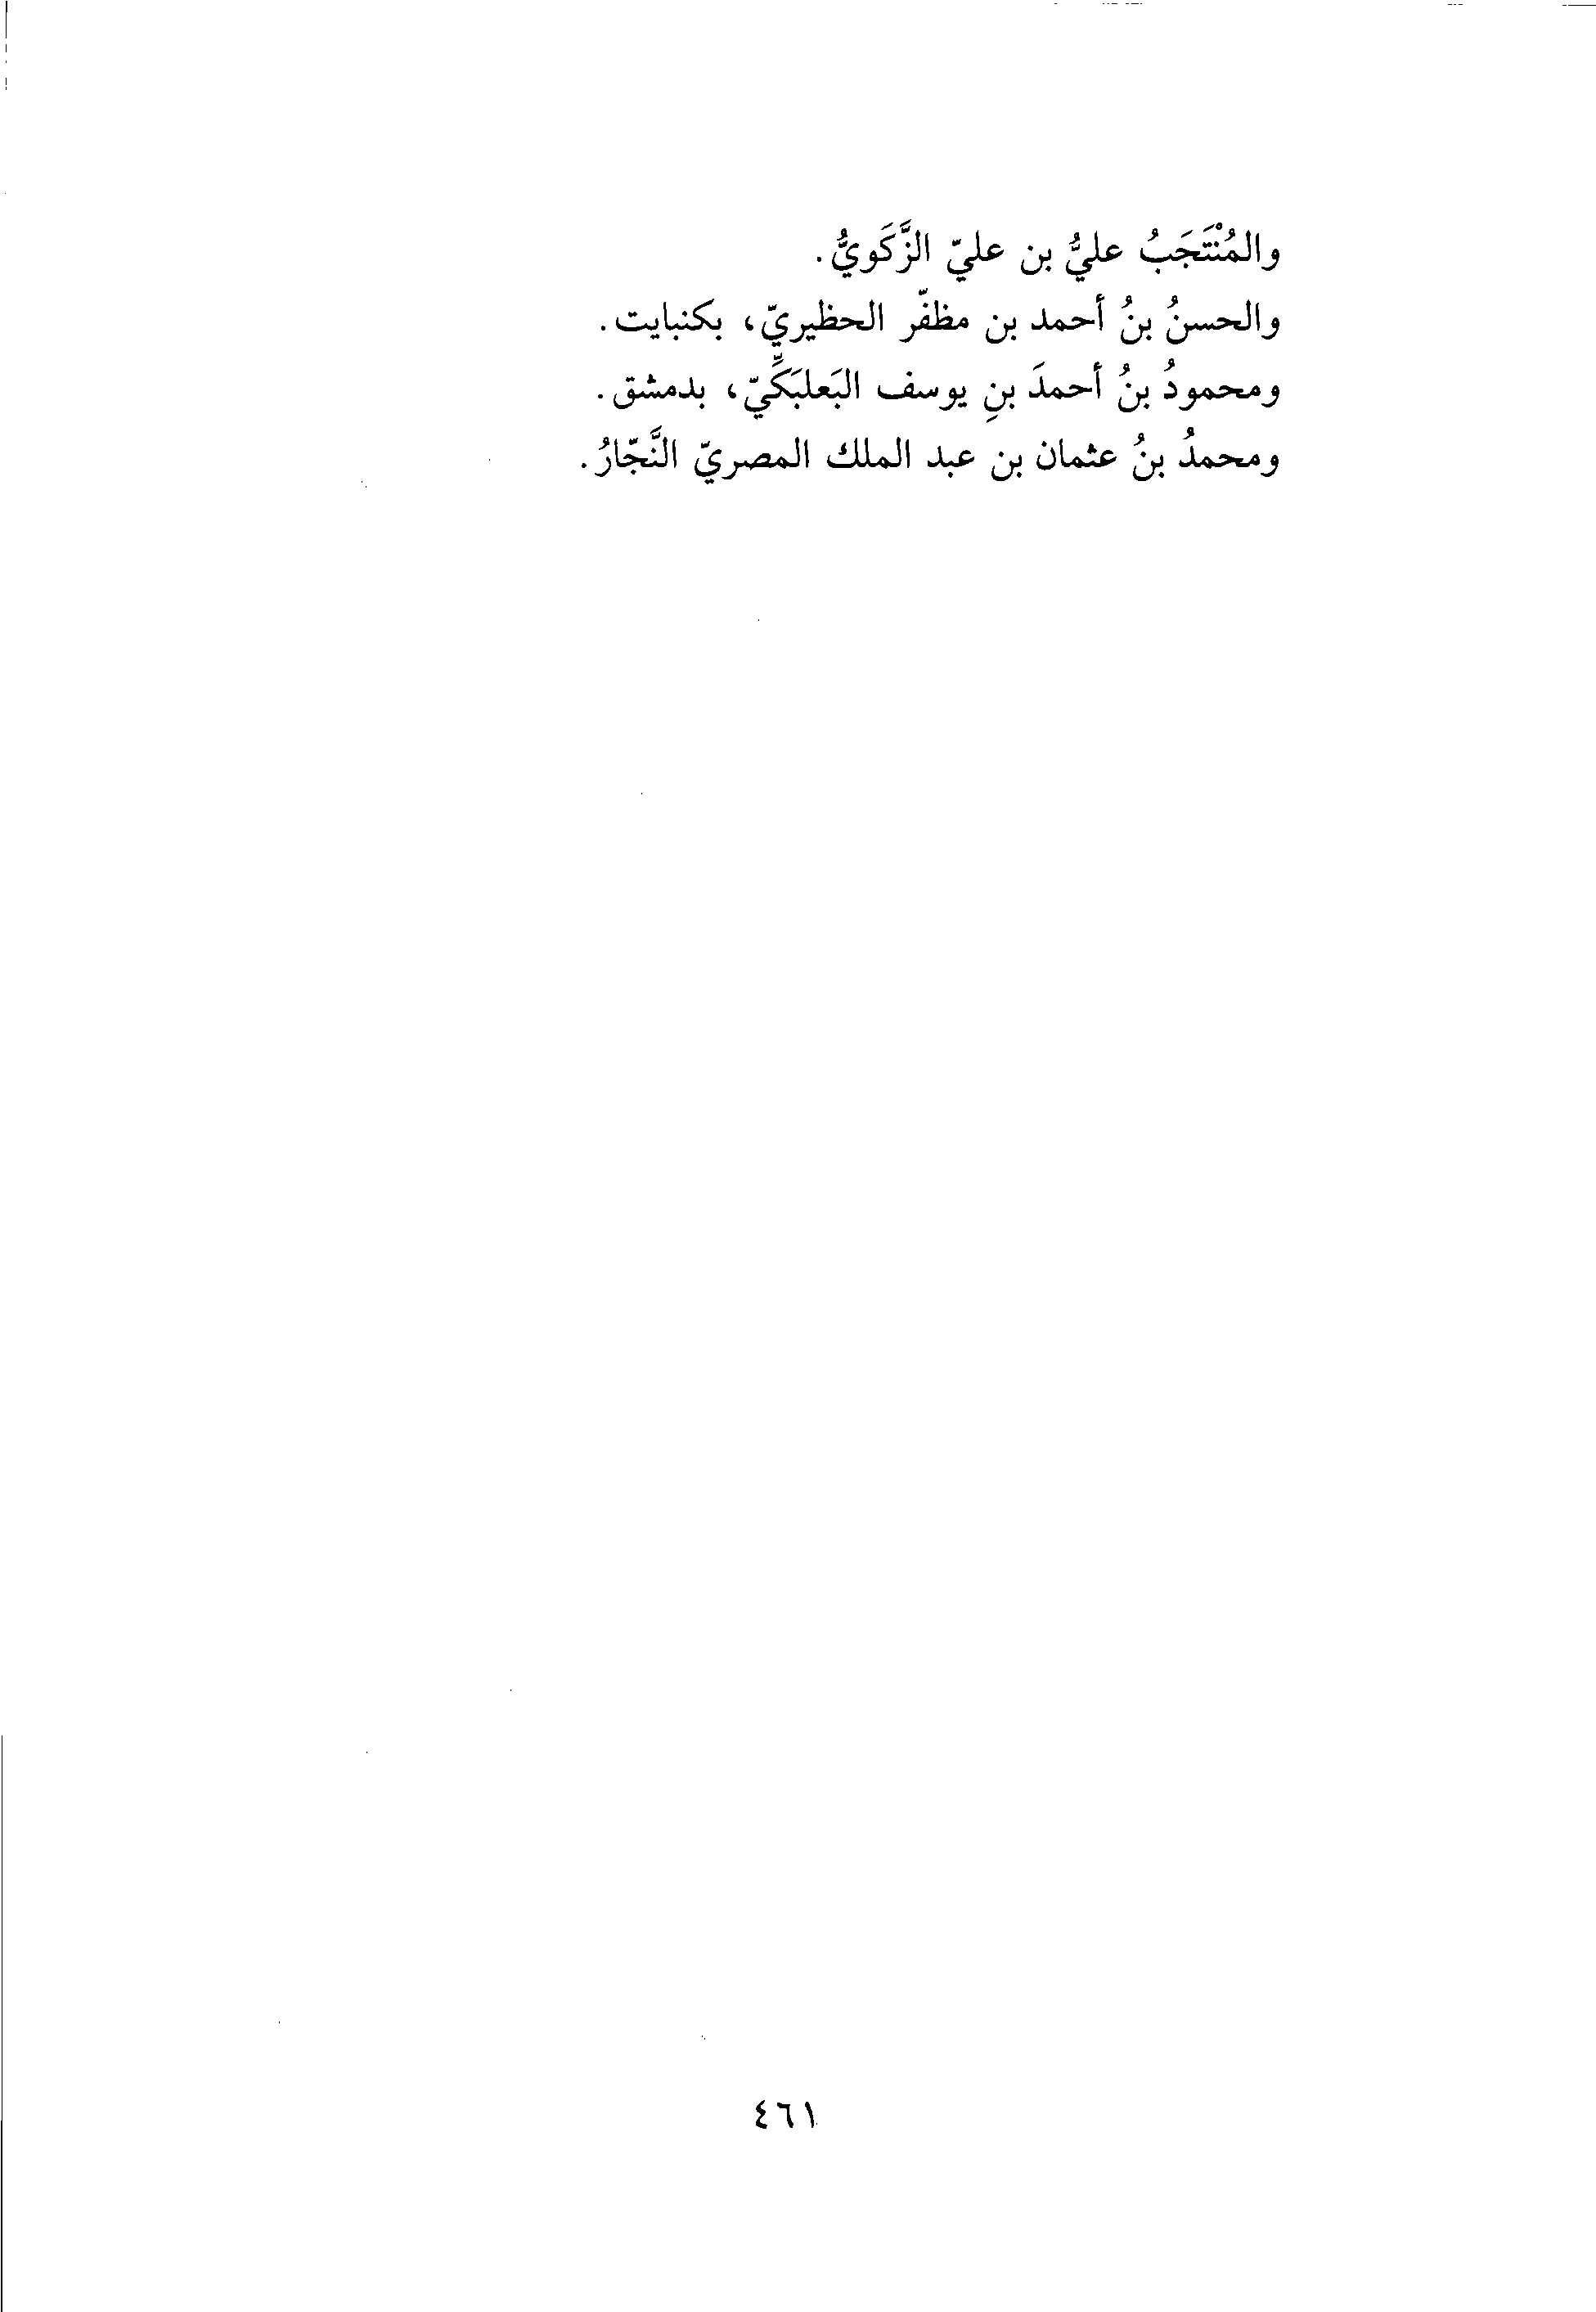 والمُنْتَجَبُ عليُّ بن عليّ الزَّكَويُّ.
والحسنُ بنُ أحمد بن مظفّر الحظيريّ، بكنبايت.
ومحمودُ بنُ أحمدَ بنِ يوسف البَعلبَكِّيّ، بدمشق.
ومحمدُ بنُ عثمان بن عبد الملك المصريّ النَّجّارُ.
٤٦١